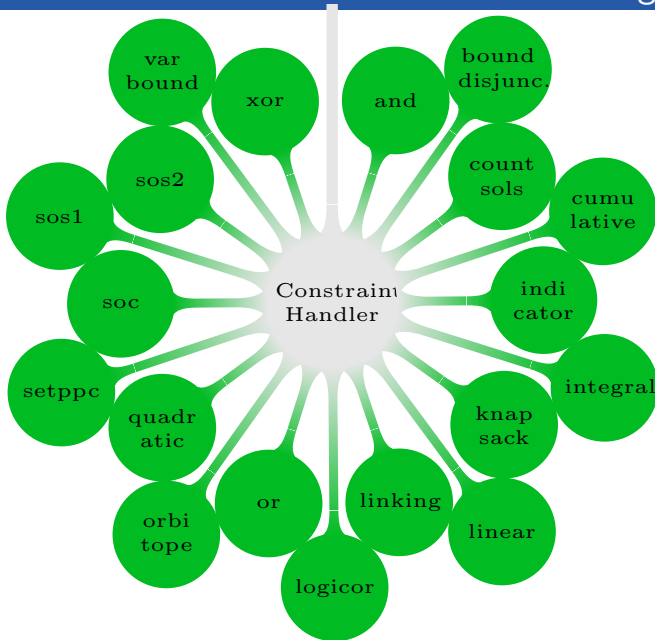 var
bound
xor
and
bound
disjunc.
sos2
count
sols
sos1
cumu
lative
soc
Constraint
Handler
indi
cator
setppc
integral
quadr
atic
knap
sack
or
linking
orbi
tope
linear
logicor